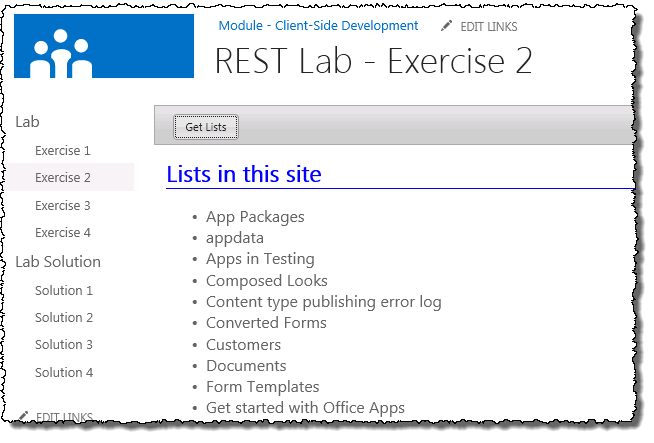 Module - Client-Side Development EDIT LINKS
REST Lab - Exercise 2
Lab
Exercise 1
Exercise 2
Exercise 3
Exercise 4
Lab Solution
Solution 1
Solution 2
Solution 3
Solution 4
EDIT LINKS
Get Lists
Lists in this site
• App Packages
• appdata
• Apps in Testing
• Composed Looks
• Content type publishing error log
• Converted Forms
• Customers
• Documents
• Form Templates
• Get started with Office Apps